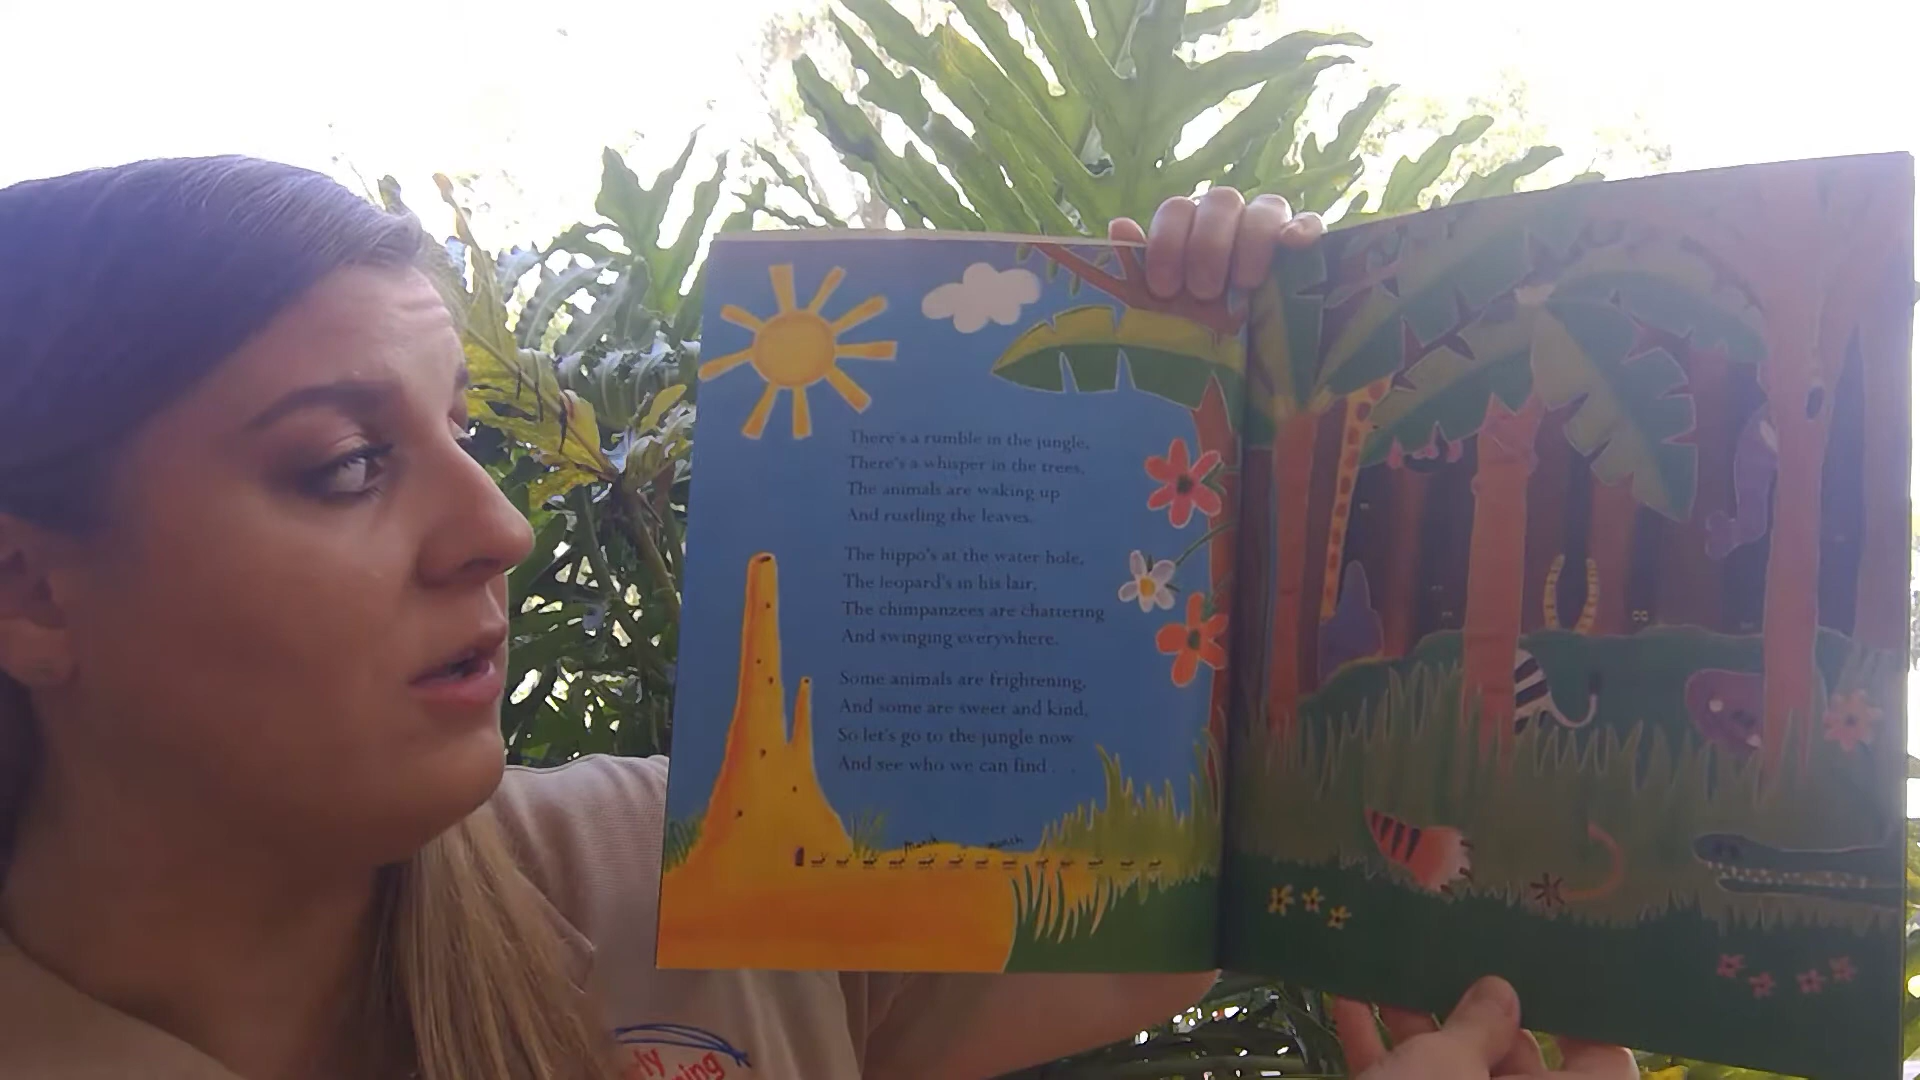 There's a rumble in the jungle,
There's a whisper in the trees,
The animals are waking up
And rustling the leaves.
The hippo's at the water hole,
The leopard's in his lair,
The chimpanzees are chattering
And swinging everywhere.
Some animals are frightening,
And some are sweet and kind,
So let's go to the jungle now
And see who we can find . . .
munch munch